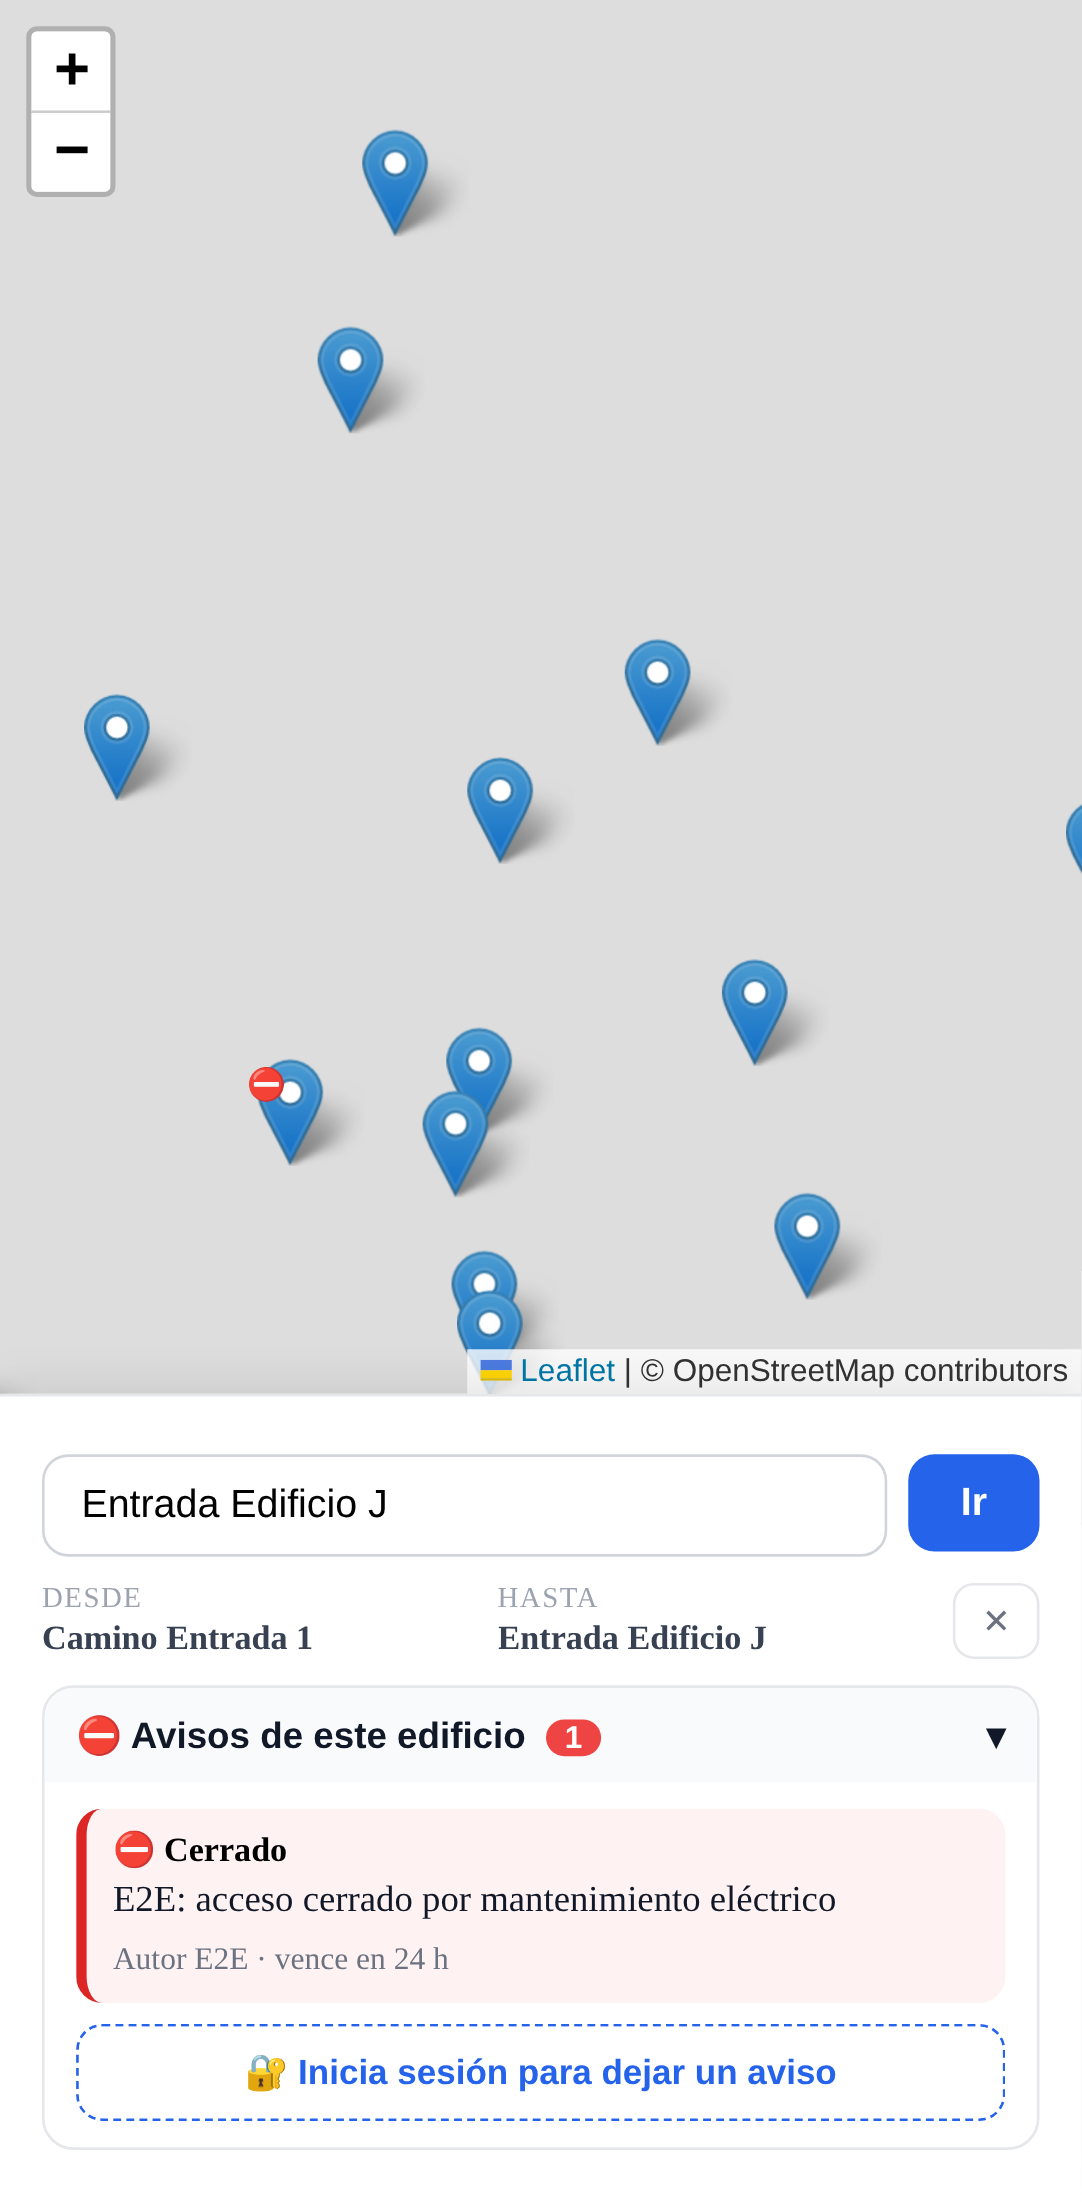 +
−
Leaflet | © OpenStreetMap contributors
Entrada Edificio J
Ir
DESDE
Camino Entrada 1
HASTA
Entrada Edificio J
✕
⛔ Avisos de este edificio 1 ▼
⛔ Cerrado
E2E: acceso cerrado por mantenimiento eléctrico
Autor E2E · vence en 24 h
🔐 Inicia sesión para dejar un aviso